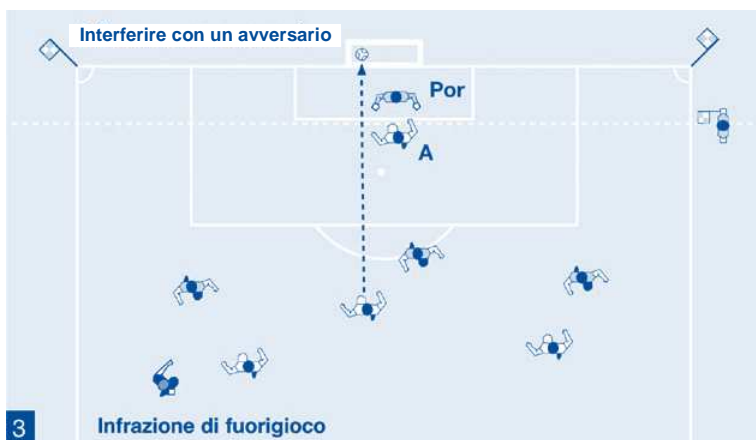 Interferire con un avversario
Por
A
3
Infrazione di fuorigioco